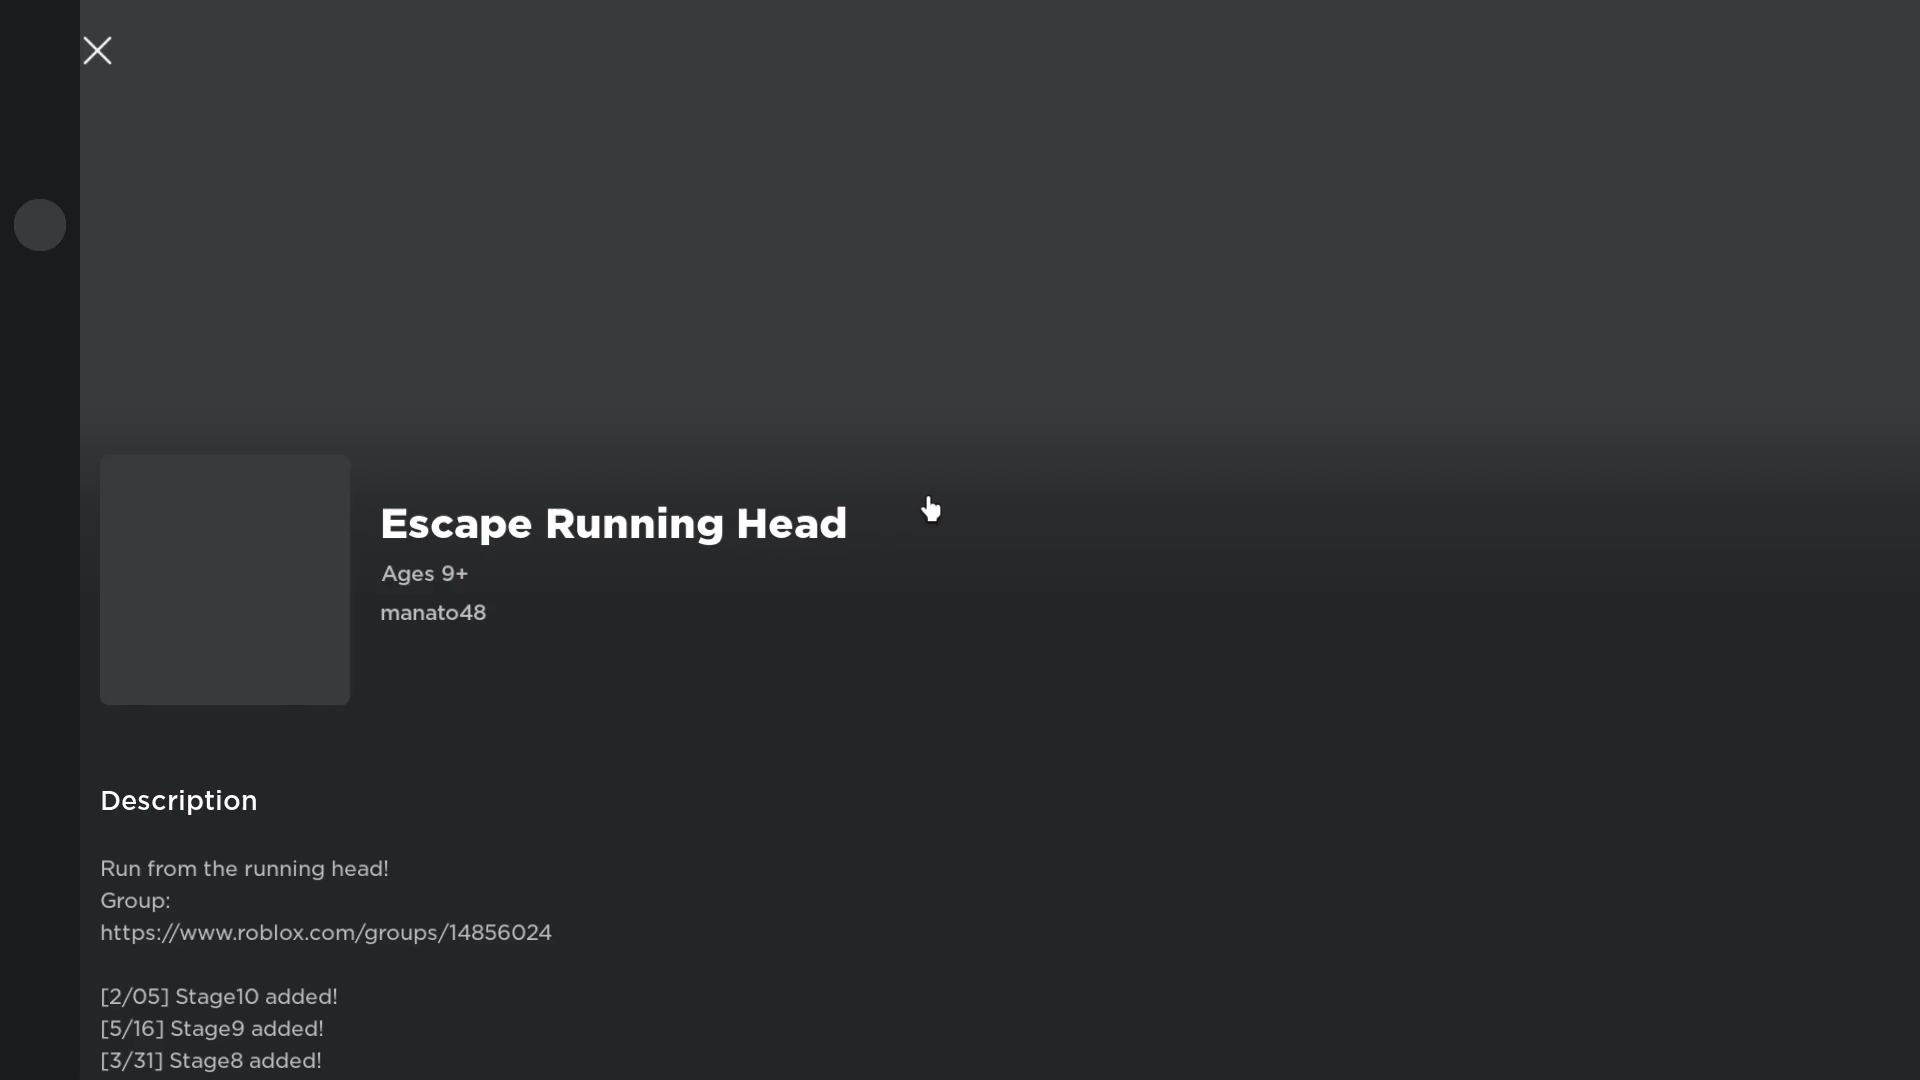 Escape Running Head
Ages 9+
manato48
Description
Run from the running head!
Group:
https://www.roblox.com/groups/14856024
[2/05] Stage10 added!
[5/16] Stage9 added!
[3/31] Stage8 added!